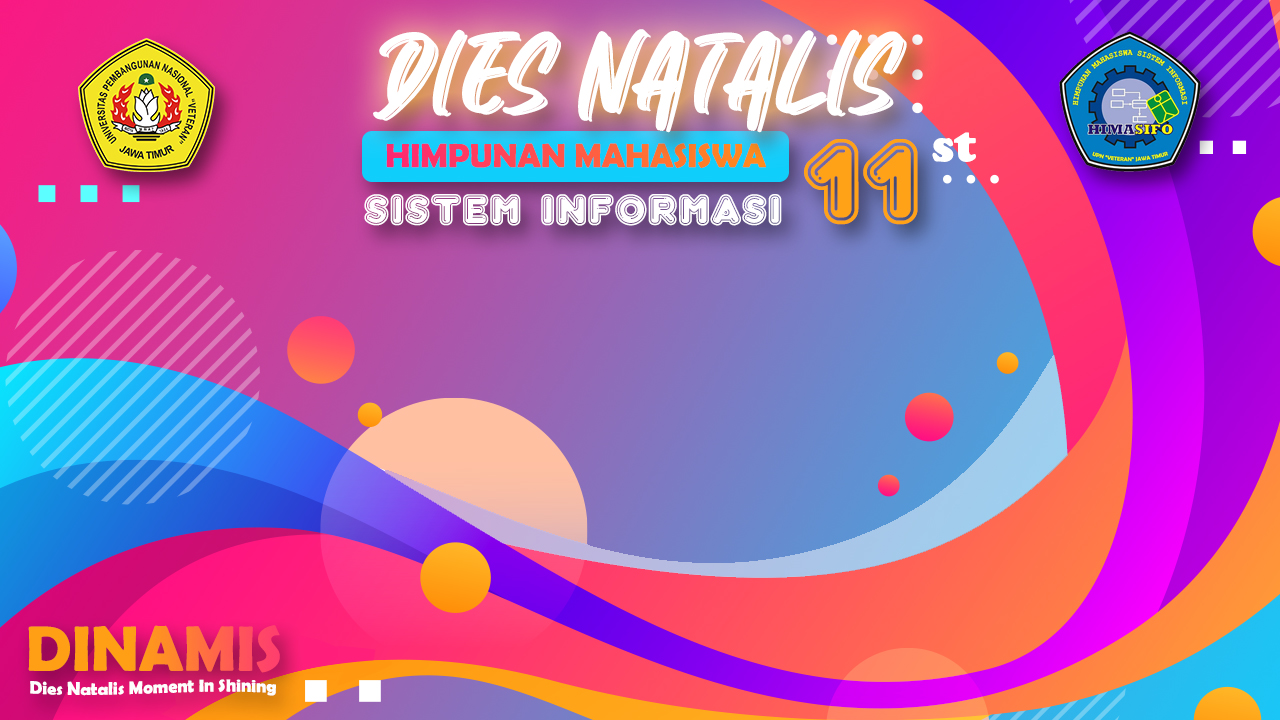 DIES NATALIS
HIMPUNAN MAHASISWA
SISTEM INFORMASI
11st
UNIVERSITAS PEMBANGUNAN NASIONAL "VETERAN"
JAWA TIMUR
HIMPUNAN MAHASISWA SISTEM INFORMASI
HIMASIFO
UPN "VETERAN" JAWA TIMUR
DINAMIS
Dies Natalis Moment In Shining